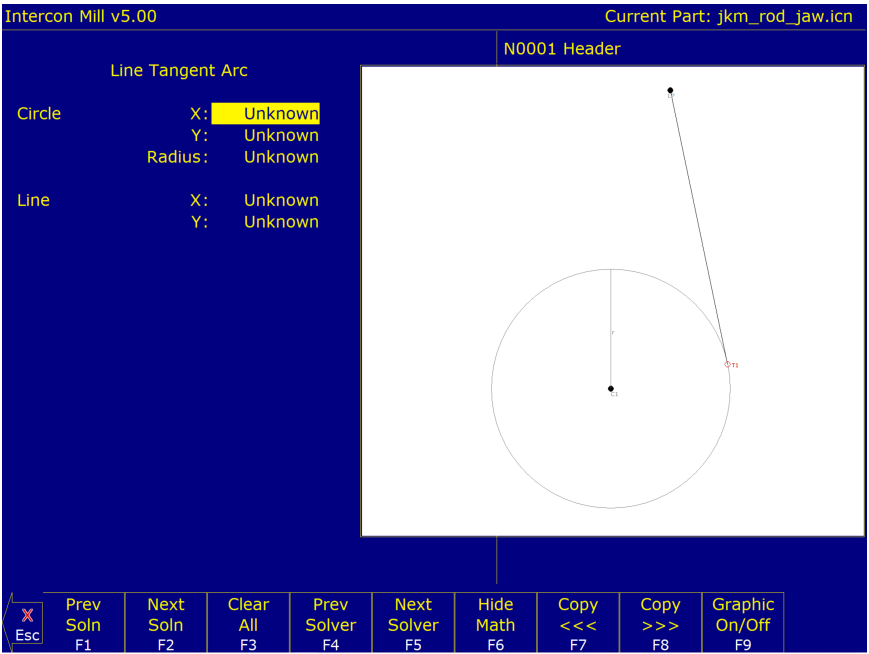 Intercon Mill v5.00
Current Part: jkm_rod_jaw.icn
N0001 Header
Line Tangent Arc
Circle X: Unknown
Y: Unknown
Radius: Unknown
Line X: Unknown
Y: Unknown
r
T1
C1
X Esc
Prev Soln F1
Next Soln F2
Clear All F3
Prev Solver F4
Next Solver F5
Hide Math F6
Copy <<< F7
Copy >>> F8
Graphic On/Off F9